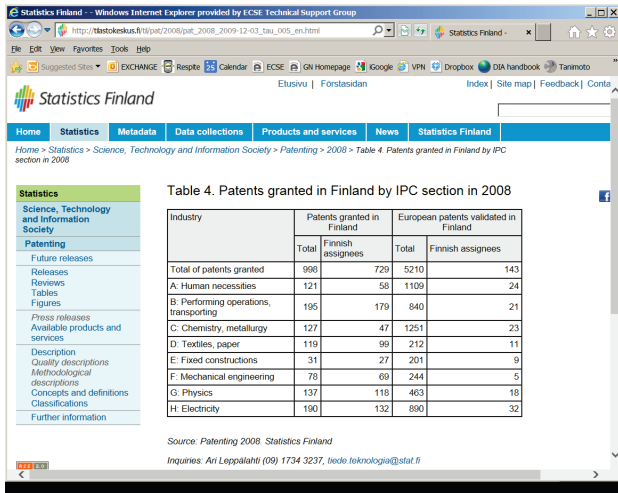 Statistics Finland - - Windows Internet Explorer provided by ECSE Technical Support Group
http://tilastokeskus.fi/til/pat/2008/pat_2008_2009-12-03_tau_005_en.html
Statistics Finland -
File Edit View Favorites Tools Help
Suggested Sites EXCHANGE Respite 25 Calendar ECSE GN Homepage Google VPN Dropbox DIA handbook Tanimoto
Etusivu | Förstasidan Index | Site map | Feedback | Conta
Statistics Finland
Home Statistics Metadata Data collections Products and services News Statistics Finland
Home > Statistics > Science, Technology and Information Society > Patenting > 2008 > Table 4. Patents granted in Finland by IPC
section in 2008
Statistics
Science, Technology
and Information
Society
Patenting
Future releases
Releases
Reviews
Tables
Figures
Press releases
Available products and
services
Description
Quality descriptions
Methodological
descriptions
Concepts and definitions
Classifications
Further information
Table 4. Patents granted in Finland by IPC section in 2008
Industry Patents granted in Finland European patents validated in Finland
Total Finnish assignees Total Finnish assignees
Total of patents granted 998 729 5210 143
A: Human necessities 121 58 1109 24
B: Performing operations, transporting 195 179 840 21
C: Chemistry, metallurgy 127 47 1251 23
D: Textiles, paper 119 99 212 11
E: Fixed constructions 31 27 201 9
F: Mechanical engineering 78 69 244 5
G: Physics 137 118 463 18
H: Electricity 190 132 890 32
Source: Patenting 2008. Statistics Finland
Inquiries: Ari Leppälahti (09) 1734 3237, tiede.teknologia@stat.fi